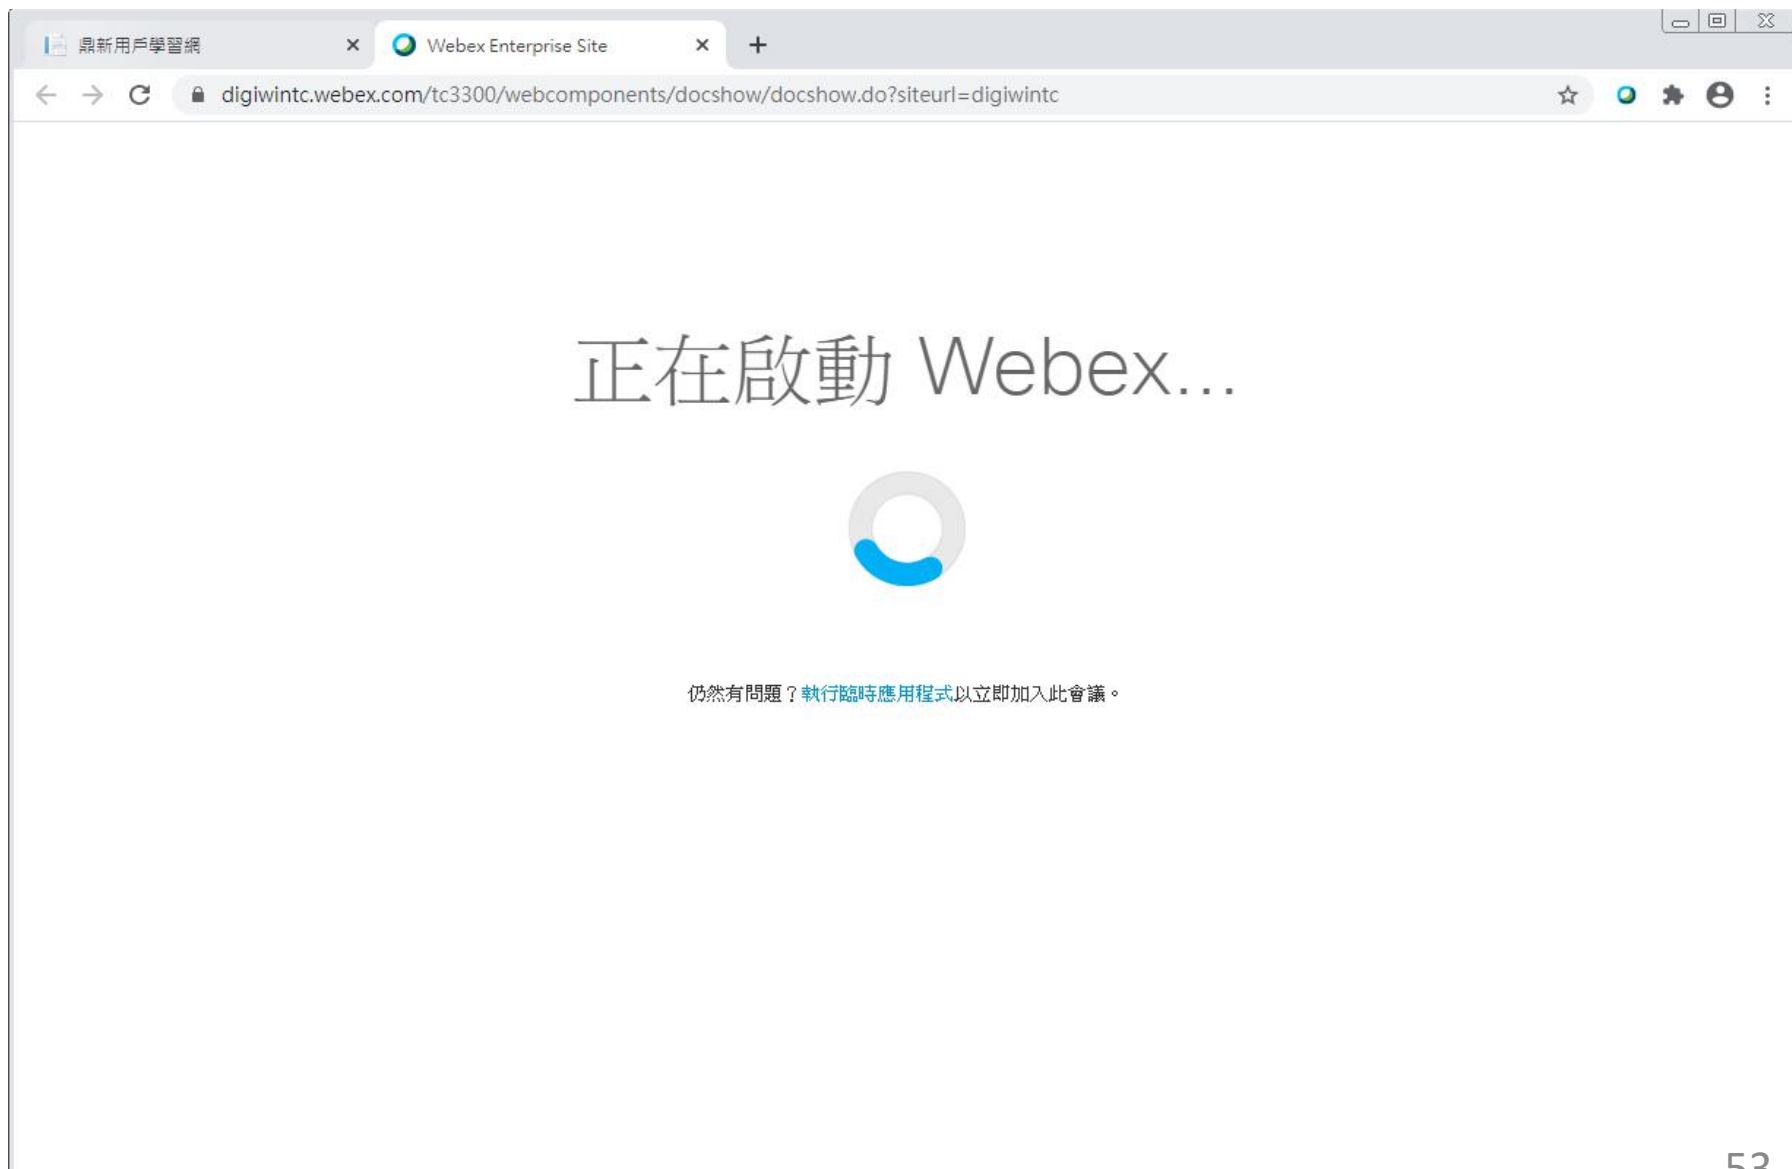 鼎新用戶學習網
Webex Enterprise Site
digiwintc.webex.com/tc3300/webcomponents/docshow/docshow.do?siteurl=digiwintc
正在啟動 Webex...
仍然有問題？執行臨時應用程式以立即加入此會議。
53